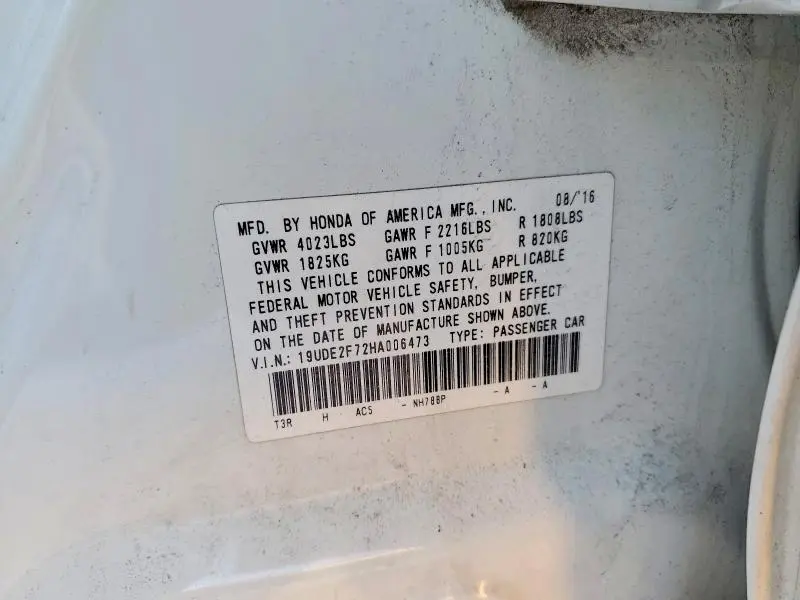 MFD. BY HONDA OF AMERICA MFG., INC. 08/'16
GVWR 4023LBS GAWR F 2216LBS R 1808LBS
GVWR 1825KG GAWR F 1005KG R 820KG
THIS VEHICLE CONFORMS TO ALL APPLICABLE
FEDERAL MOTOR VEHICLE SAFETY, BUMPER,
AND THEFT PREVENTION STANDARDS IN EFFECT
ON THE DATE OF MANUFACTURE SHOWN ABOVE.
V.I.N.: 19UDE2F72HA006473 TYPE: PASSENGER CAR
T3R H AC5 - NH788P - A - A